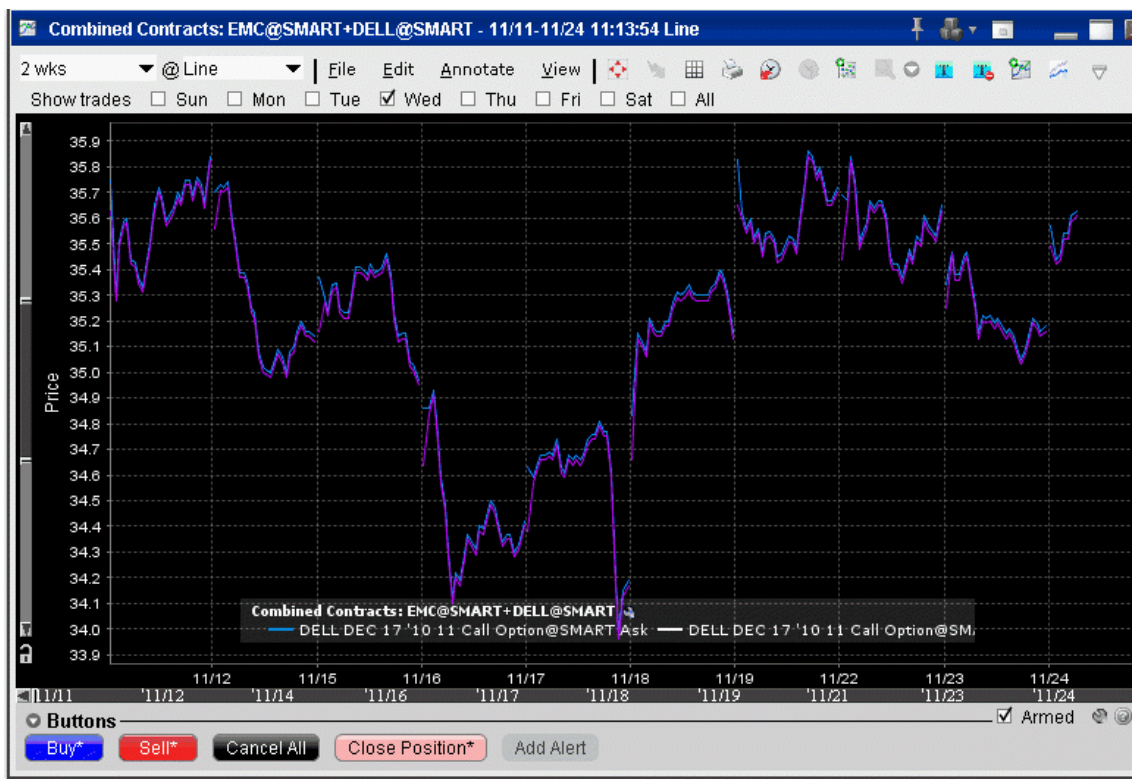 Combined Contracts: EMC@SMART+DELL@SMART - 11/11-11/24 11:13:54 Line
2 wks @ Line File Edit Annotate View
Show trades Sun Mon Tue Wed Thu Fri Sat All
35.9
35.8
35.7
35.6
35.5
35.4
35.3
35.2
35.1
35.0
34.9
34.8
34.7
34.6
34.5
34.4
34.3
34.2
34.1
34.0
33.9
Price
Combined Contracts: EMC@SMART+DELL@SMART
DELL DEC 17 '10 11 Call Option@SMART Ask DELL DEC 17 '10 11 Call Option@SM
11/12 11/15 11/16 11/17 11/18 11/19 11/22 11/23 11/24
'11/11 '11/12 '11/14 '11/16 '11/17 '11/18 '11/19 '11/21 '11/23 '11/24
Buttons Armed
Buy* Sell* Cancel All Close Position* Add Alert